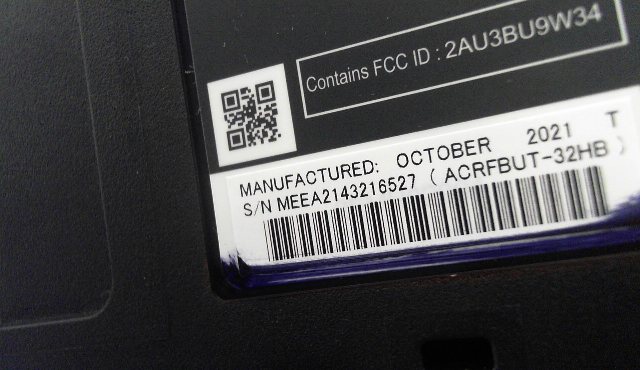 Contains FCC ID : 2AU3BU9W34
MANUFACTURED: OCTOBER 2021 T
S/N MEEA2143216527 ( ACRFBUT-32HB )